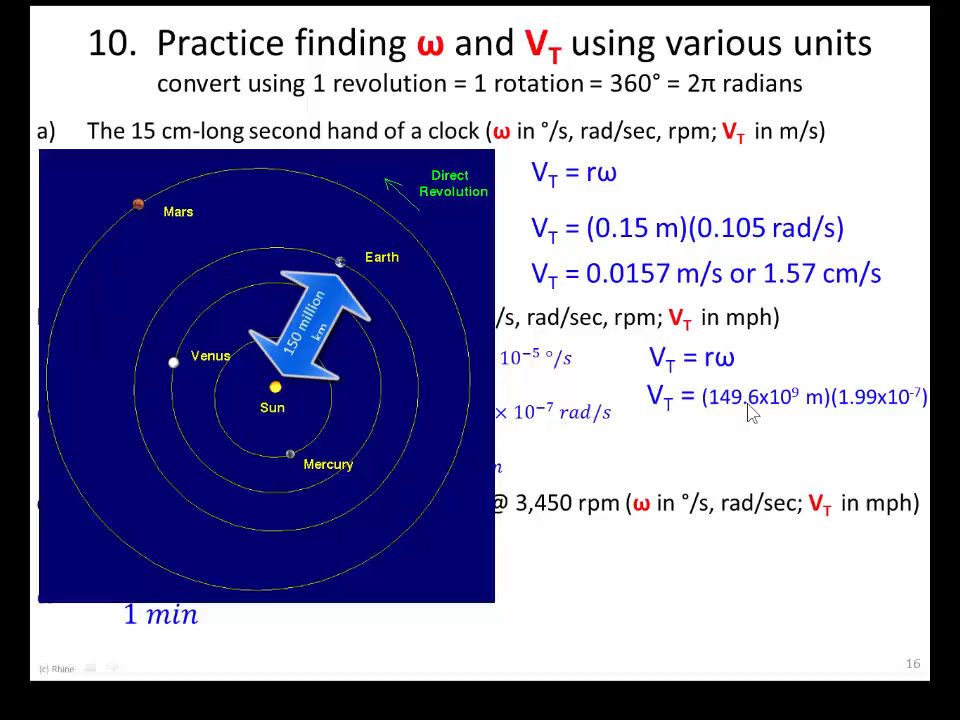 10. Practice finding ω and VT using various units
convert using 1 revolution = 1 rotation = 360° = 2π radians
a) The 15 cm-long second hand of a clock (ω in °/s, rad/sec, rpm; VT in m/s)
Direct
Revolution
Mars
Earth
150 million
km
Venus
Sun
Mercury
VT = rω
VT = (0.15 m)(0.105 rad/s)
VT = 0.0157 m/s or 1.57 cm/s
/s, rad/sec, rpm; VT in mph)
10⁻⁵ °/s
VT = rω
VT = (149.6x10⁹ m)(1.99x10⁻⁷)
× 10⁻⁷ rad/s
@ 3,450 rpm (ω in °/s, rad/sec; VT in mph)
1 min
(c) Rhine
16